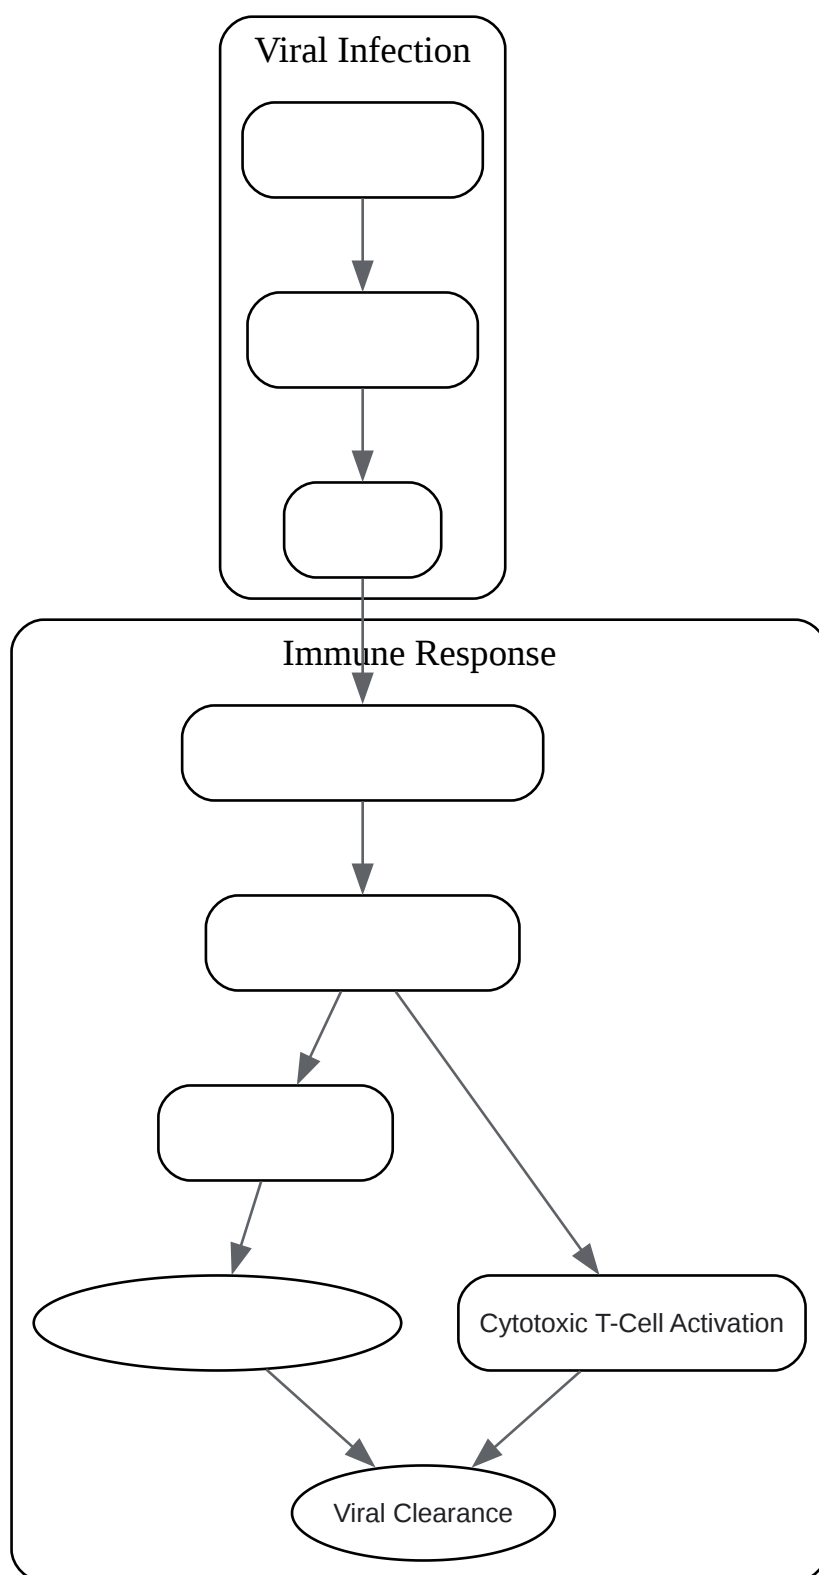 Viral Infection
Immune Response
Cytotoxic T-Cell Activation
Viral Clearance